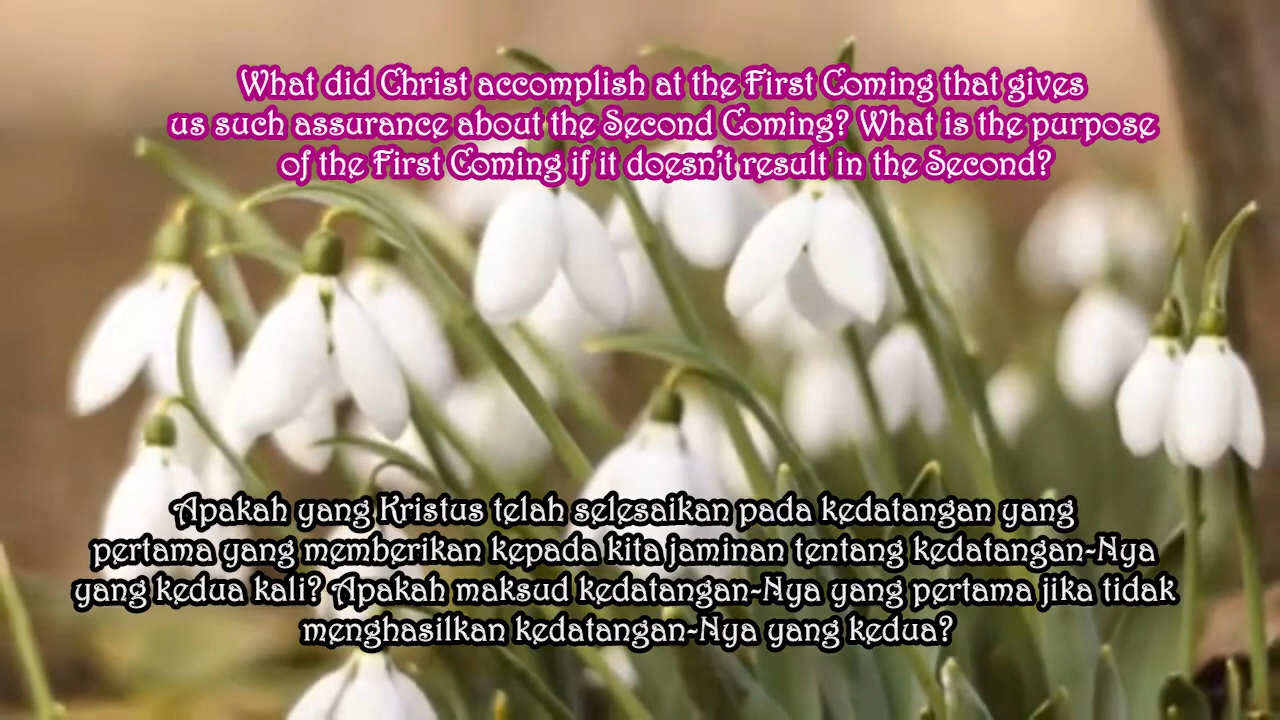 What did Christ accomplish at the First Coming that gives
us such assurance about the Second Coming? What is the purpose
of the First Coming if it doesn't result in the Second?
Apakah yang Kristus telah selesaikan pada kedatangan yang
pertama yang memberikan kepada kita jaminan tentang kedatangan-Nya
yang kedua kali? Apakah maksud kedatangan-Nya yang pertama jika tidak
menghasilkan kedatangan-Nya yang kedua?